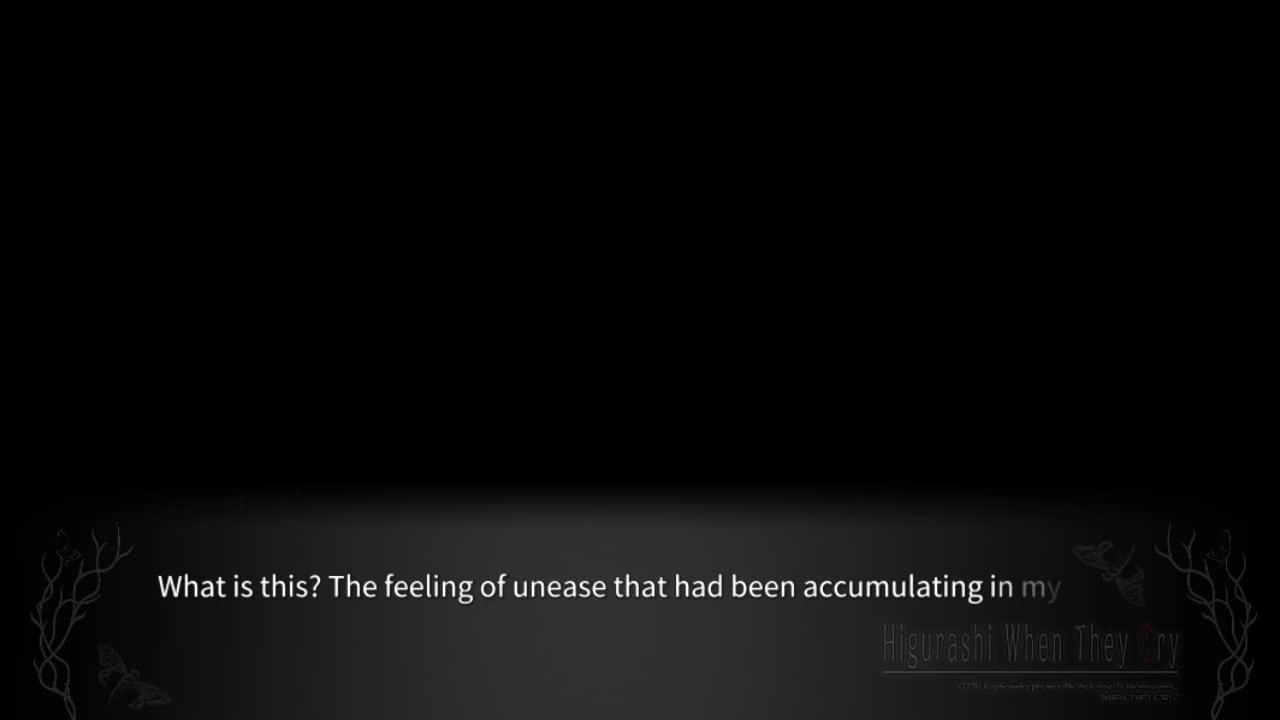 What is this? The feeling of unease that had been accumulating in my
Higurashi When They Cry